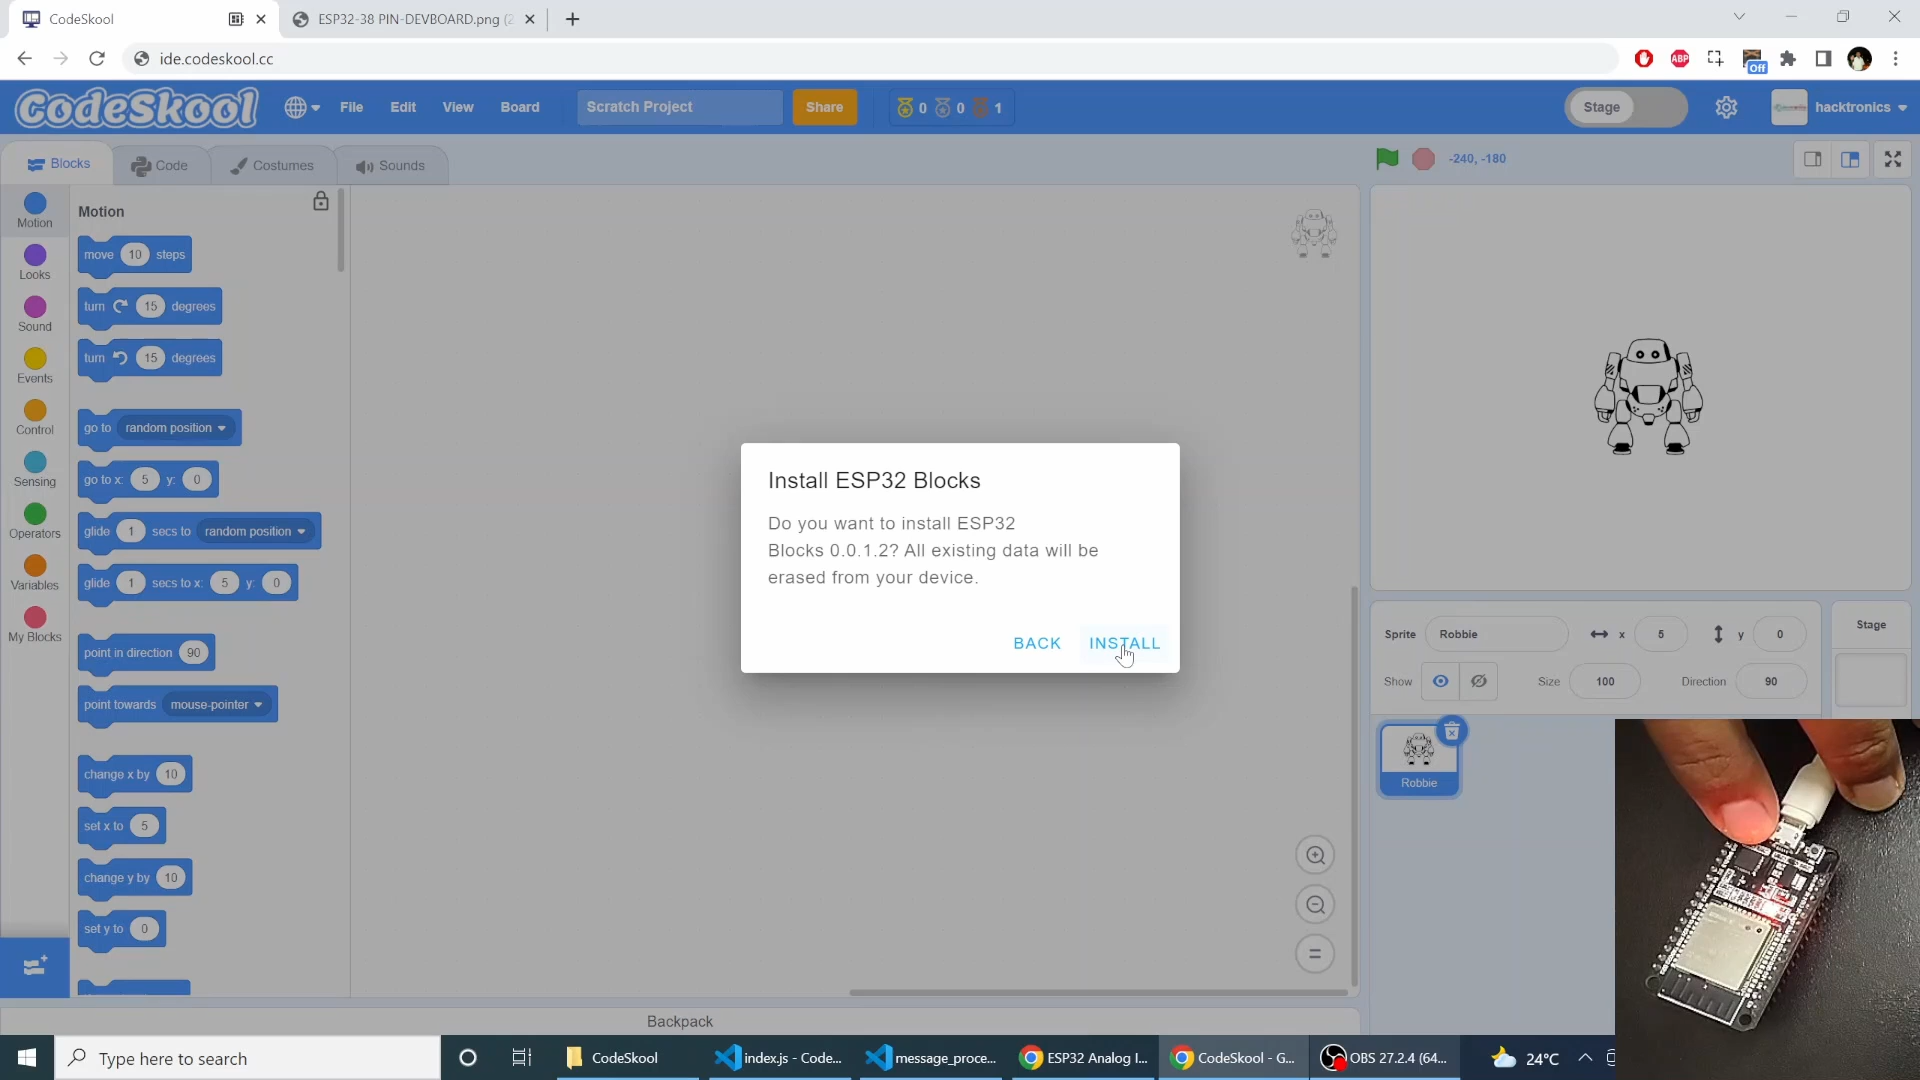 CodeSkool
ESP32-38 PIN-DEVBOARD.png (2
ide.codeskool.cc
ABP
Off
CodeSkool
File
Edit
View
Board
Scratch Project
Share
0
0
1
Stage
hacktronics
Blocks
Code
Costumes
Sounds
-240, -180
Motion
Looks
Sound
Events
Control
Sensing
Operators
Variables
My Blocks
Motion
move 10 steps
turn 15 degrees
turn 15 degrees
go to random position
go to x: 5 y: 0
glide 1 secs to random position
glide 1 secs to x: 5 y: 0
point in direction 90
point towards mouse-pointer
change x by 10
set x to 5
change y by 10
set y to 0
Install ESP32 Blocks
Do you want to install ESP32
Blocks 0.0.1.2? All existing data will be
erased from your device.
BACK INSTALL
Sprite Robbie x 5 y 0
Show Size 100 Direction 90
Stage
Robbie
Backpack
Type here to search
CodeSkool
index.js - Code...
message_proce...
ESP32 Analog I...
CodeSkool - G...
OBS 27.2.4 (64...
24°C